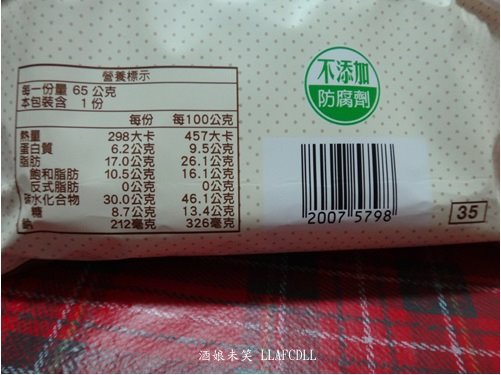 營養標示
每一份量 65 公克
本包裝含 1 份
每份 每100公克
熱量 298大卡 457大卡
蛋白質 6.2公克 9.5公克
脂肪 17.0公克 26.1公克
飽和脂肪 10.5公克 16.1公克
反式脂肪 0公克 0公克
碳水化合物 30.0公克 46.1公克
糖 8.7公克 13.4公克
鈉 212毫克 326毫克
不添加
防腐劑
2007 5798
35
酒娘未笑 LLAFCDLL